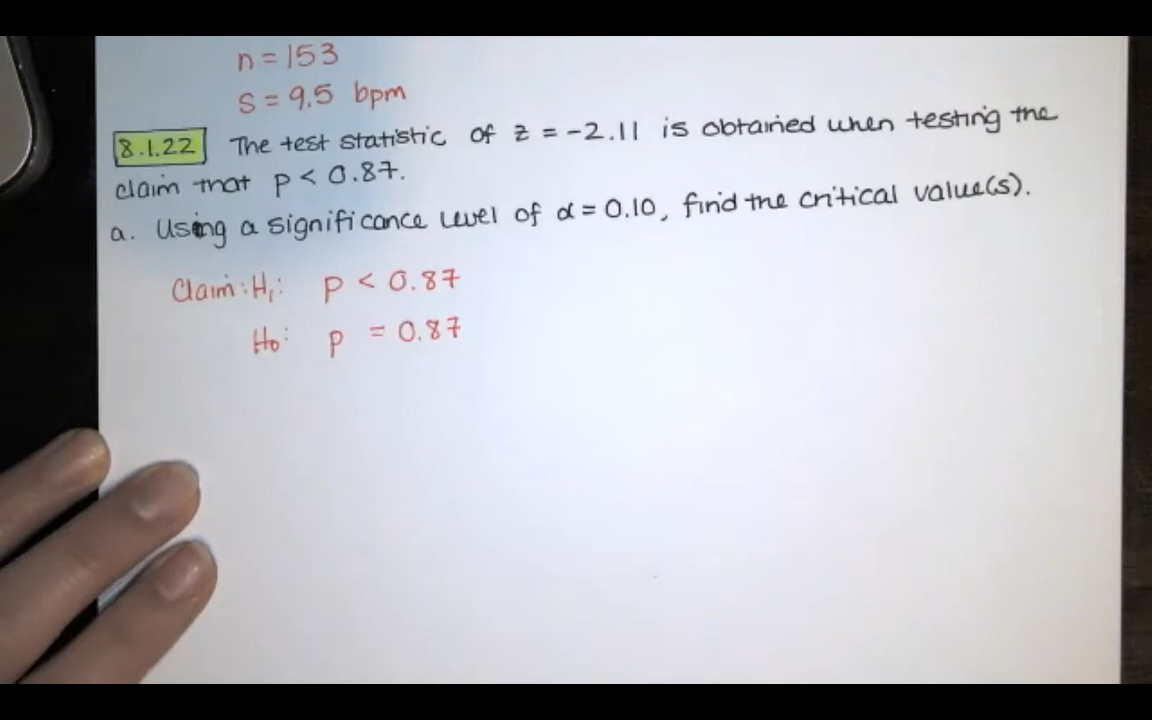 n = 153
s = 9.5 bpm
8.1.22 The test statistic of z = -2.11 is obtained when testing the
claim that p < 0.87.
a. Using a significance level of α = 0.10, find the critical value(s).
Claim: H₁: p < 0.87
H₀: p = 0.87